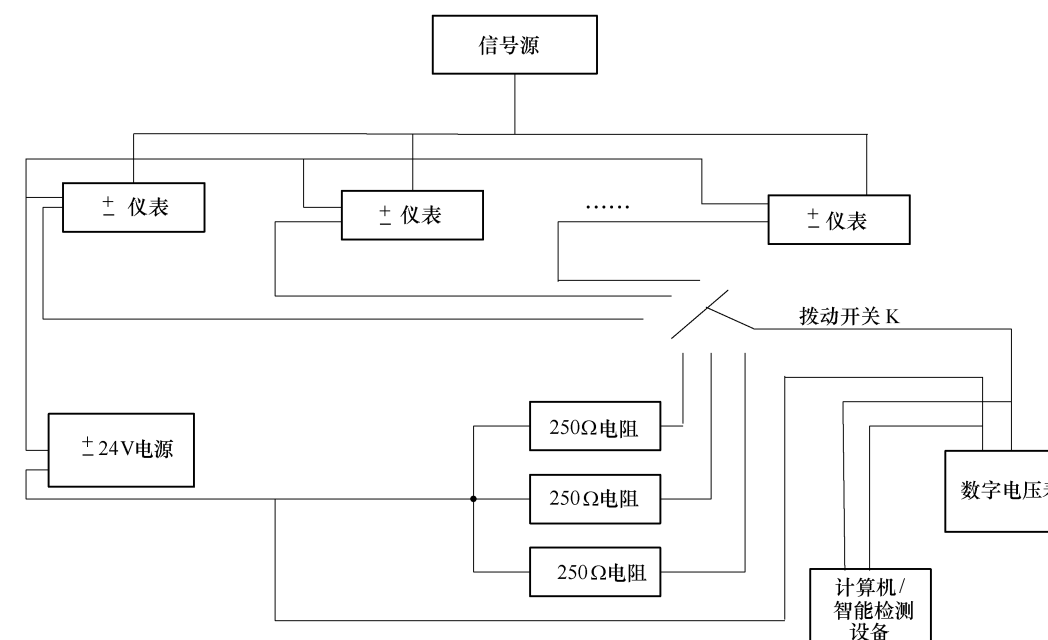 信号源
+
− 仪表
+
− 仪表
……
+
− 仪表
拨动开关 K
250Ω电阻
+
− 24V电源
250Ω电阻
数字电压
250Ω电阻
计算机/
智能检测
设备